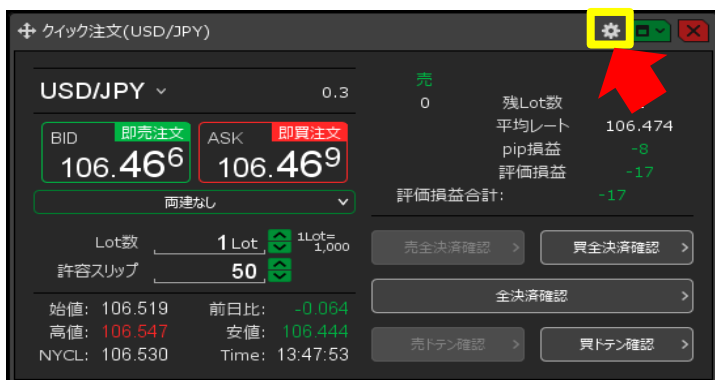 クイック注文(USD/JPY)
USD/JPY
0.3
BID 即売注文
106.466
ASK 即買注文
106.469
両建なし
Lot数 1 Lot 1Lot=1,000
許容スリップ 50
始値: 106.519 前日比: -0.064
高値: 106.547 安値: 106.444
NYCL: 106.530 Time: 13:47:53
売
0 残Lot数
平均レート 106.474
pip損益 -8
評価損益 -17
評価損益合計: -17
売全決済確認
買全決済確認
全決済確認
売ドテン確認
買ドテン確認